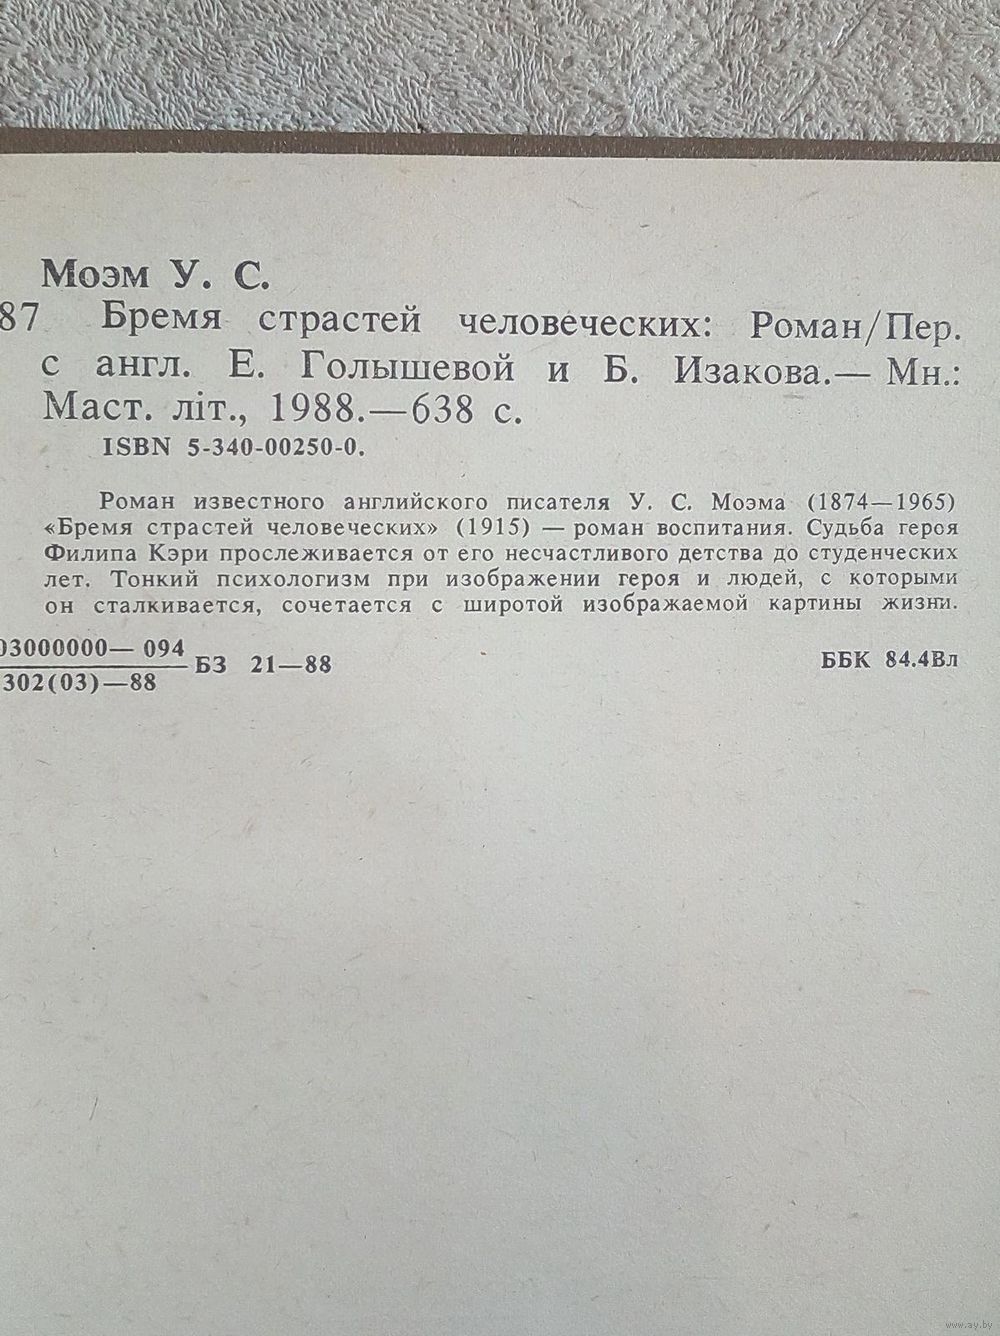 Моэм У. С.
87 Бремя страстей человеческих: Роман/Пер.
с англ. Е. Голышевой и Б. Изакова.— Мн.:
Маст. літ., 1988.—638 с.
ISBN 5-340-00250-0.
Роман известного английского писателя У. С. Моэма (1874—1965)
«Бремя страстей человеческих» (1915) — роман воспитания. Судьба героя
Филипа Кэри прослеживается от его несчастливого детства до студенческих
лет. Тонкий психологизм при изображении героя и людей, с которыми
он сталкивается, сочетается с широтой изображаемой картины жизни.
03000000— 094
302(03)—88
БЗ 21—88
ББК 84.4Вл
www.ay.by